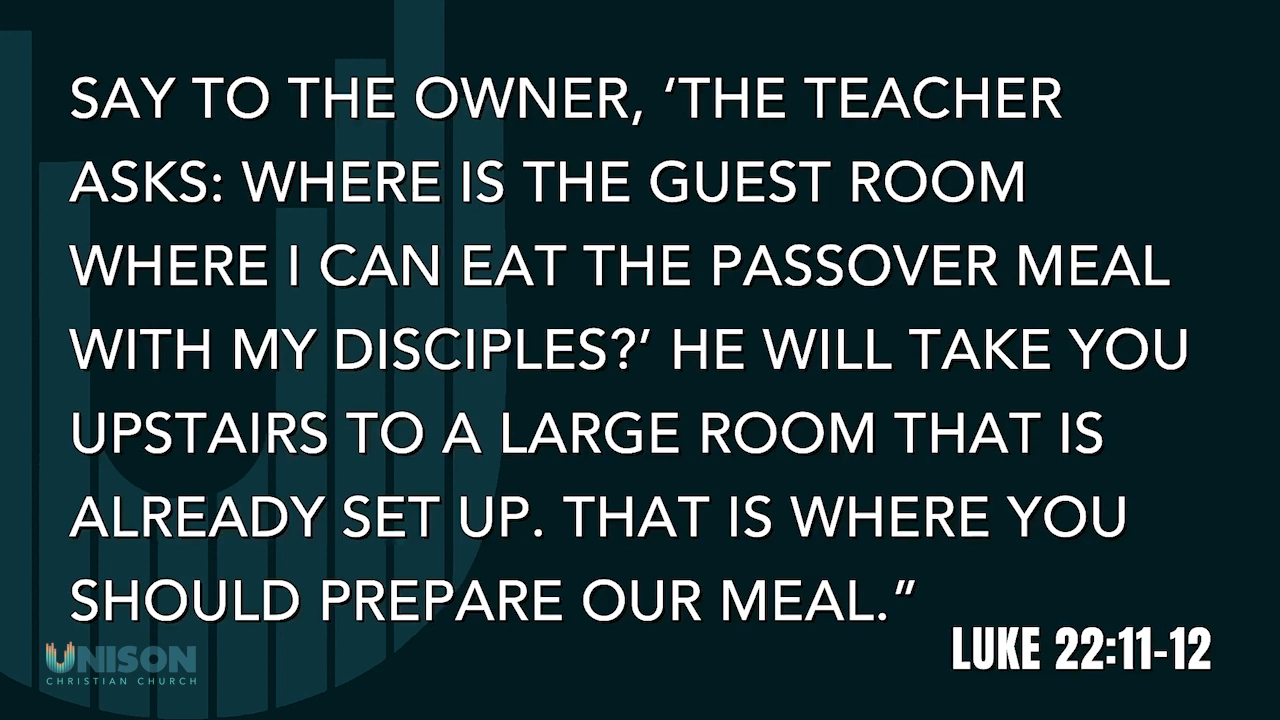 SAY TO THE OWNER, ‘THE TEACHER
ASKS: WHERE IS THE GUEST ROOM
WHERE I CAN EAT THE PASSOVER MEAL
WITH MY DISCIPLES?’ HE WILL TAKE YOU
UPSTAIRS TO A LARGE ROOM THAT IS
ALREADY SET UP. THAT IS WHERE YOU
SHOULD PREPARE OUR MEAL.”
LUKE 22:11-12
UNISON
CHRISTIAN CHURCH